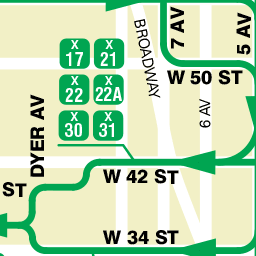 BROADWAY
7 AV
5 AV
X 17
X 21
W 50 ST
X 22
X 22A
6 AV
X 30
X 31
DYER AV
W 42 ST
ST
W 34 ST